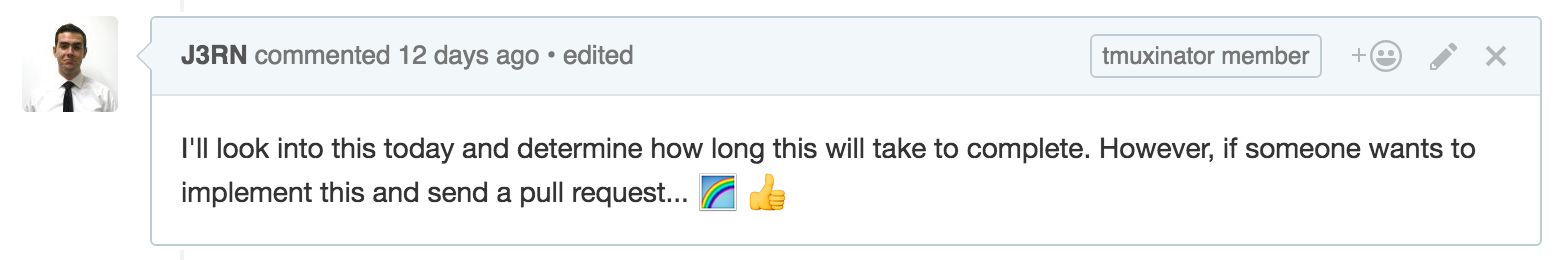 J3RN commented 12 days ago • edited
tmuxinator member
I'll look into this today and determine how long this will take to complete. However, if someone wants to
implement this and send a pull request... 🌈 👍